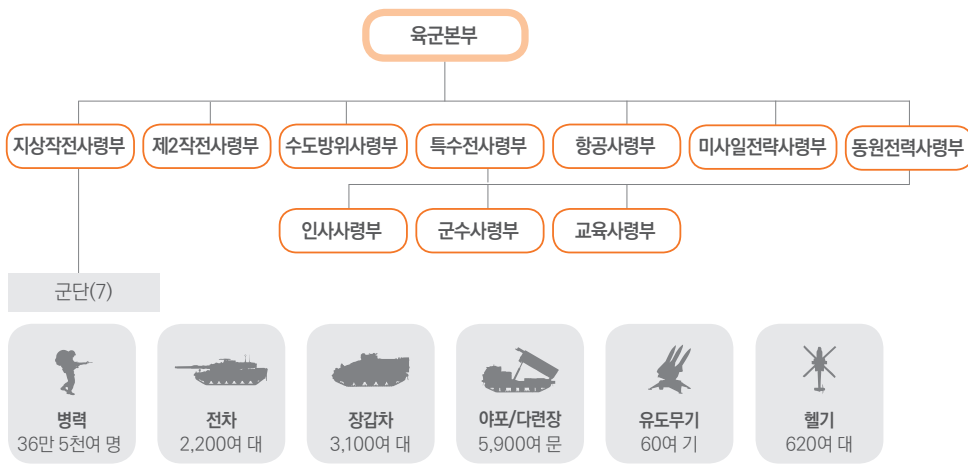 육군본부
지상작전사령부
제2작전사령부
수도방위사령부
특수전사령부
항공사령부
미사일전략사령부
동원전력사령부
인사사령부
군수사령부
교육사령부
군단(7)
병력
36만 5천여 명
전차
2,200여 대
장갑차
3,100여 대
야포/다련장
5,900여 문
유도무기
60여 기
헬기
620여 대